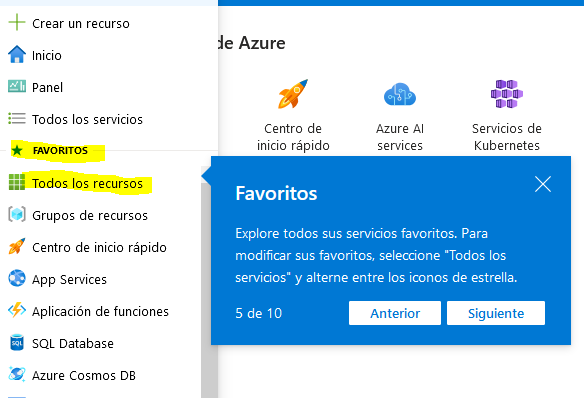 Crear un recurso
Inicio
Panel
Todos los servicios
FAVORITOS
Todos los recursos
Grupos de recursos
Centro de inicio rápido
App Services
Aplicación de funciones
SQL Database
Azure Cosmos DB
de Azure
Centro de
inicio rápido
Azure AI
services
Servicios de
Kubernetes
Favoritos
Explore todos sus servicios favoritos. Para
modificar sus favoritos, seleccione "Todos los
servicios" y alterne entre los iconos de estrella.
5 de 10
Anterior
Siguiente